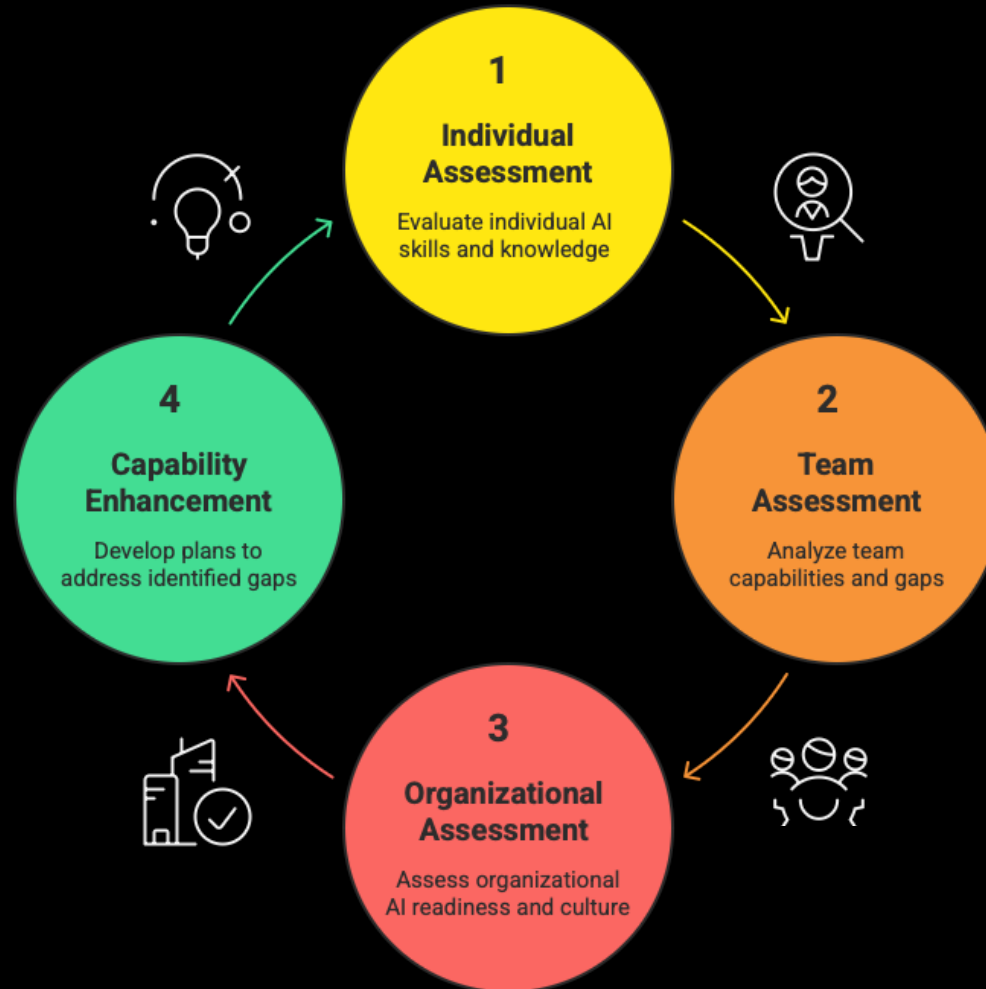 1
Individual
Assessment
Evaluate individual AI
skills and knowledge
2
Team
Assessment
Analyze team
capabilities and gaps
3
Organizational
Assessment
Assess organizational
AI readiness and culture
4
Capability
Enhancement
Develop plans to
address identified gaps